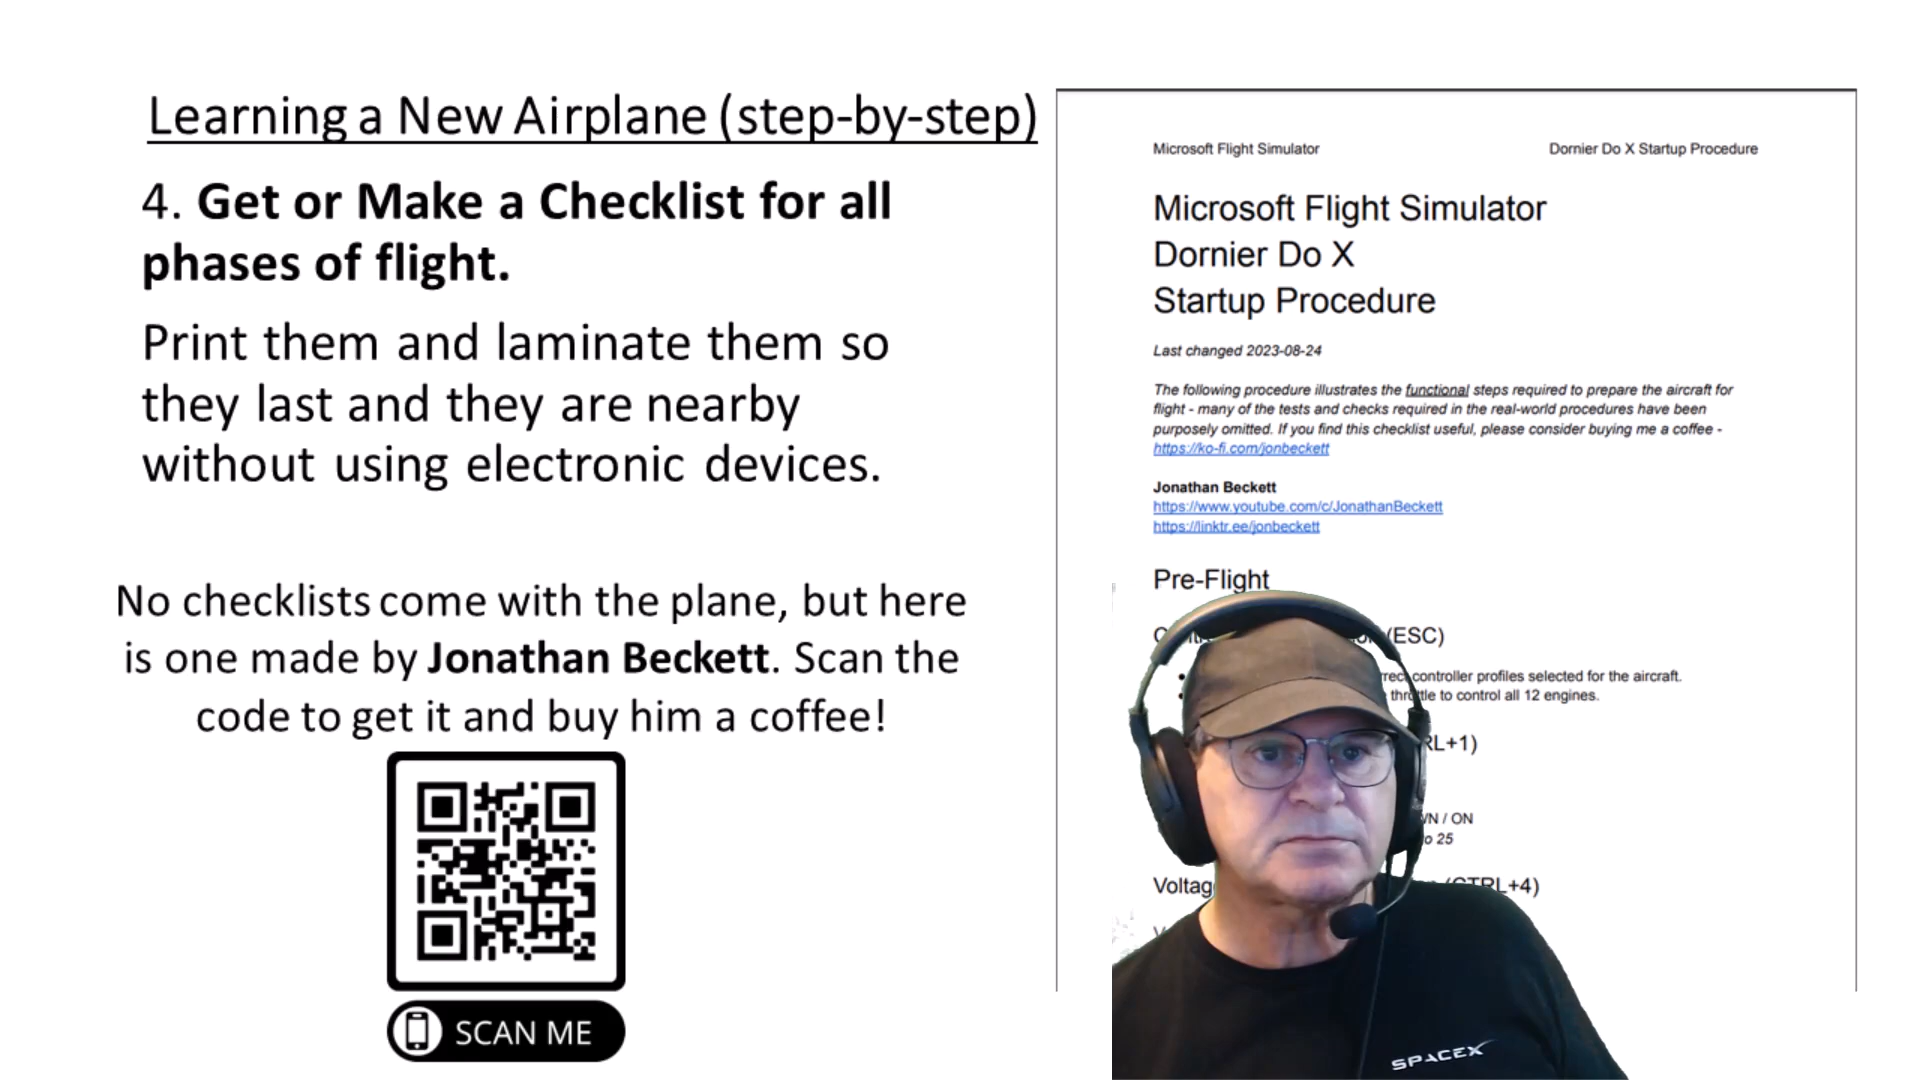 Learning a New Airplane (step-by-step)
4. Get or Make a Checklist for all
phases of flight.
Print them and laminate them so
they last and they are nearby
without using electronic devices.
No checklists come with the plane, but here
is one made by Jonathan Beckett. Scan the
code to get it and buy him a coffee!
SCAN ME
Microsoft Flight Simulator
Dornier Do X Startup Procedure
Microsoft Flight Simulator
Dornier Do X
Startup Procedure
Last changed 2023-08-24
The following procedure illustrates the functional steps required to prepare the aircraft for
flight - many of the tests and checks required in the real-world procedures have been
purposely omitted. If you find this checklist useful, please consider buying me a coffee -
https://ko-fi.com/jonbeckett
Jonathan Beckett
https://www.youtube.com/c/JonathanBeckett
https://linktr.ee/jonbeckett
Pre-Flight
(ESC)
controller profiles selected for the aircraft.
to control all 12 engines.
/ ON
25
SPACEX